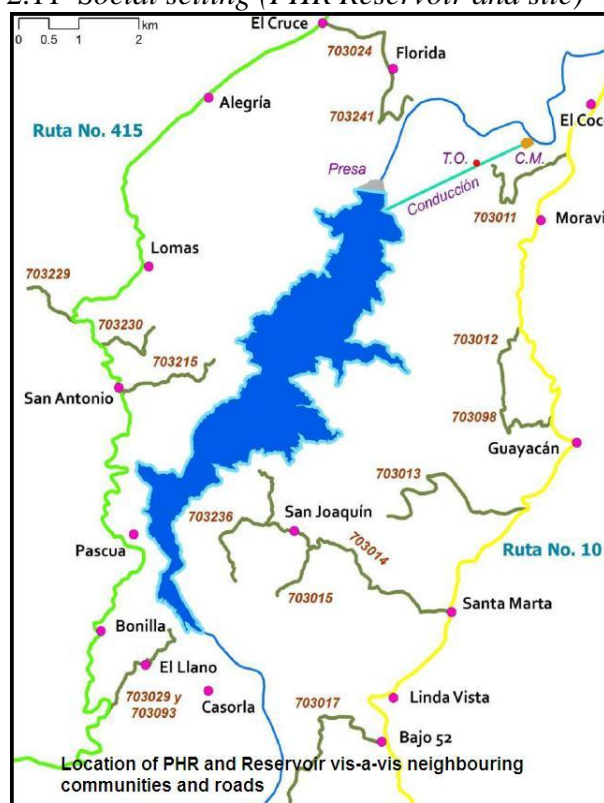 2.11 Social setting (PHR Reservoir and site)
km
0 0.5 1 2
El Cruce
703024
Florida
Alegría
703241
El Coco
Ruta No. 415
Presa
T.O.
C.M.
Conducción
703011
Moravi
Lomas
703229
703230
703012
703215
San Antonio
703098
Guayacán
703013
703236
San Joaquín
Pascua
703014
Ruta No. 10
703015
Santa Marta
Bonilla
El Llano
703029 y
703093
Casorla
703017
Linda Vista
Bajo 52
Location of PHR and Reservoir vis-a-vis neighbouring
communities and roads